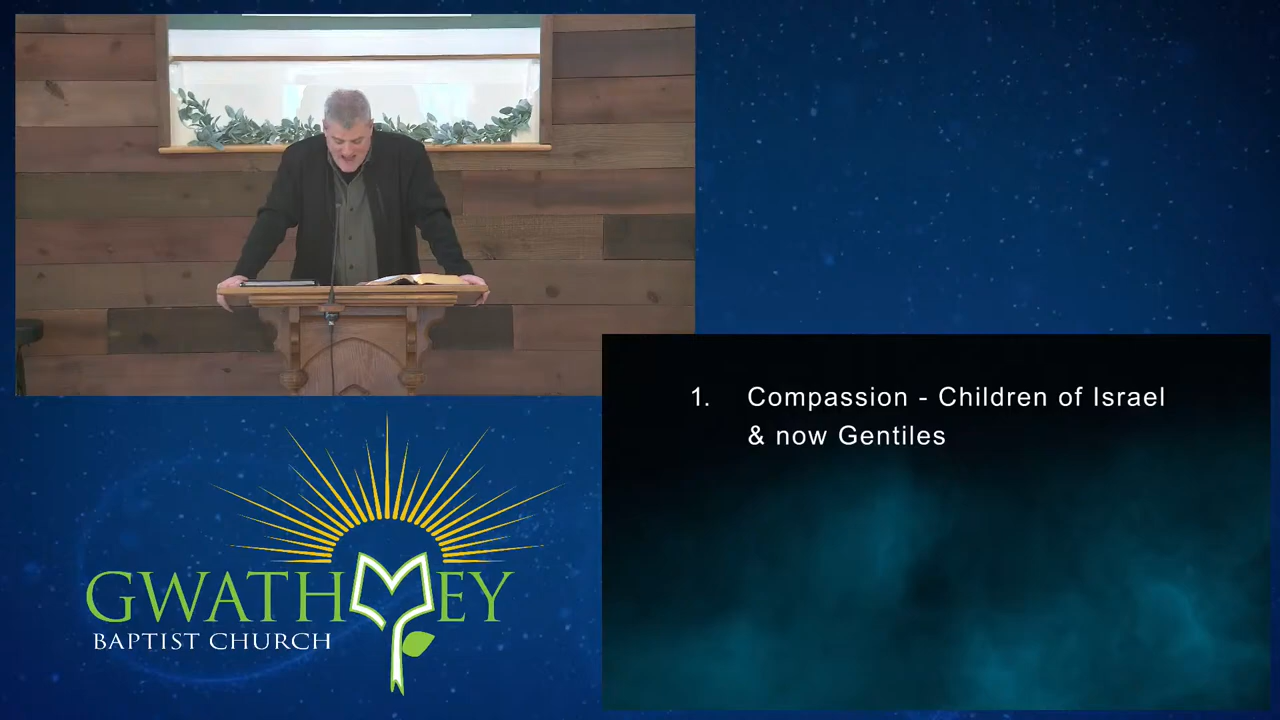 1. Compassion - Children of Israel
& now Gentiles
GWATHMEY
BAPTIST CHURCH